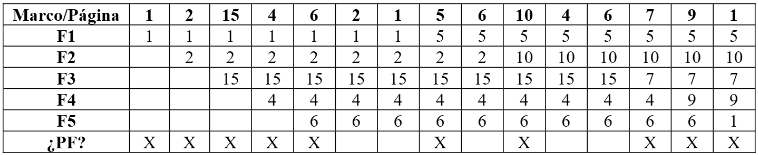 Marco/Página 1 2 15 4 6 2 1 5 6 10 4 6 7 9 1
F1 1 1 1 1 1 1 1 5 5 5 5 5 5 5 5
F2 2 2 2 2 2 2 2 2 10 10 10 10 10 10
F3 15 15 15 15 15 15 15 15 15 15 7 7 7
F4 4 4 4 4 4 4 4 4 4 4 9 9
F5 6 6 6 6 6 6 6 6 6 6 1
¿PF? X X X X X X X X X X